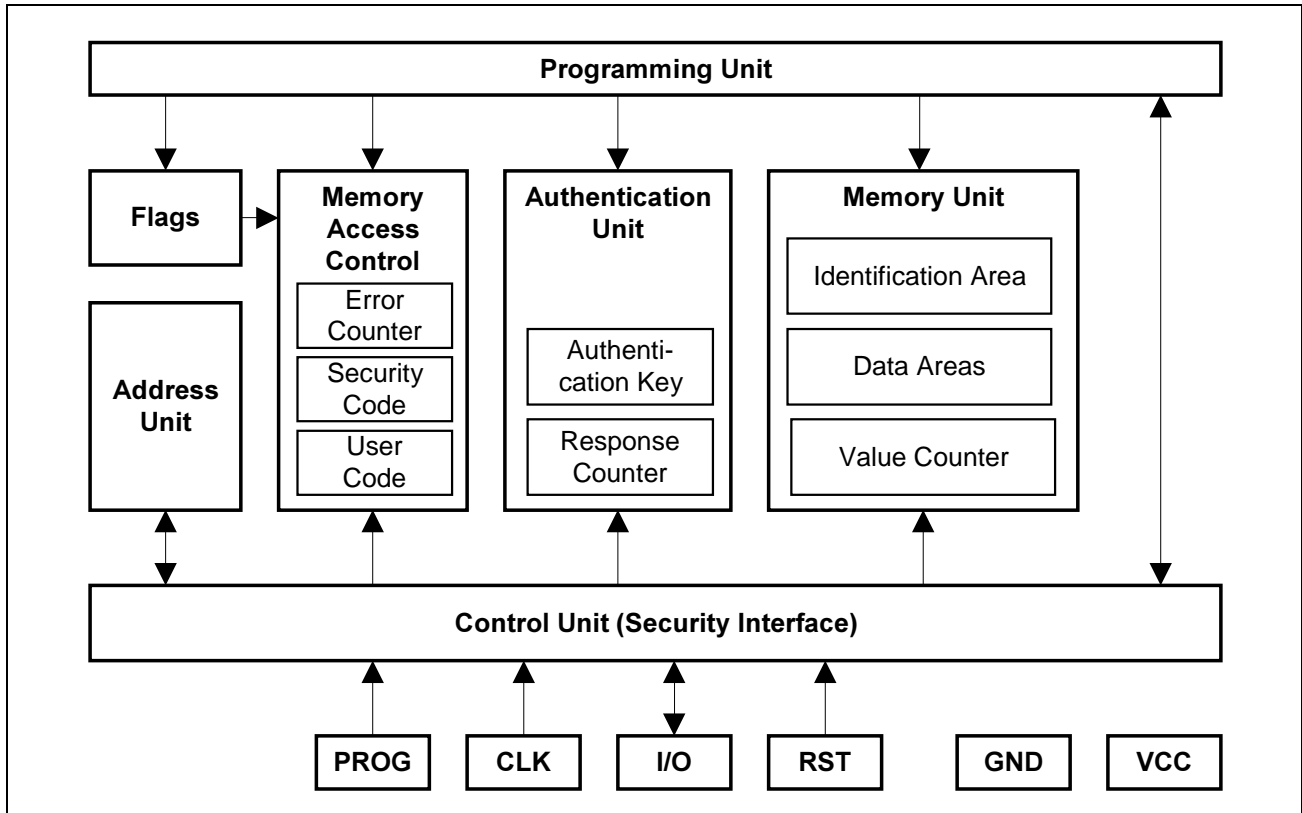 Programming Unit
Flags
Memory
Access
Control
Error
Counter
Security
Code
User
Code
Authentication
Unit
Authenti-
cation Key
Response
Counter
Memory Unit
Identification Area
Data Areas
Value Counter
Address
Unit
Control Unit (Security Interface)
PROG
CLK
I/O
RST
GND
VCC